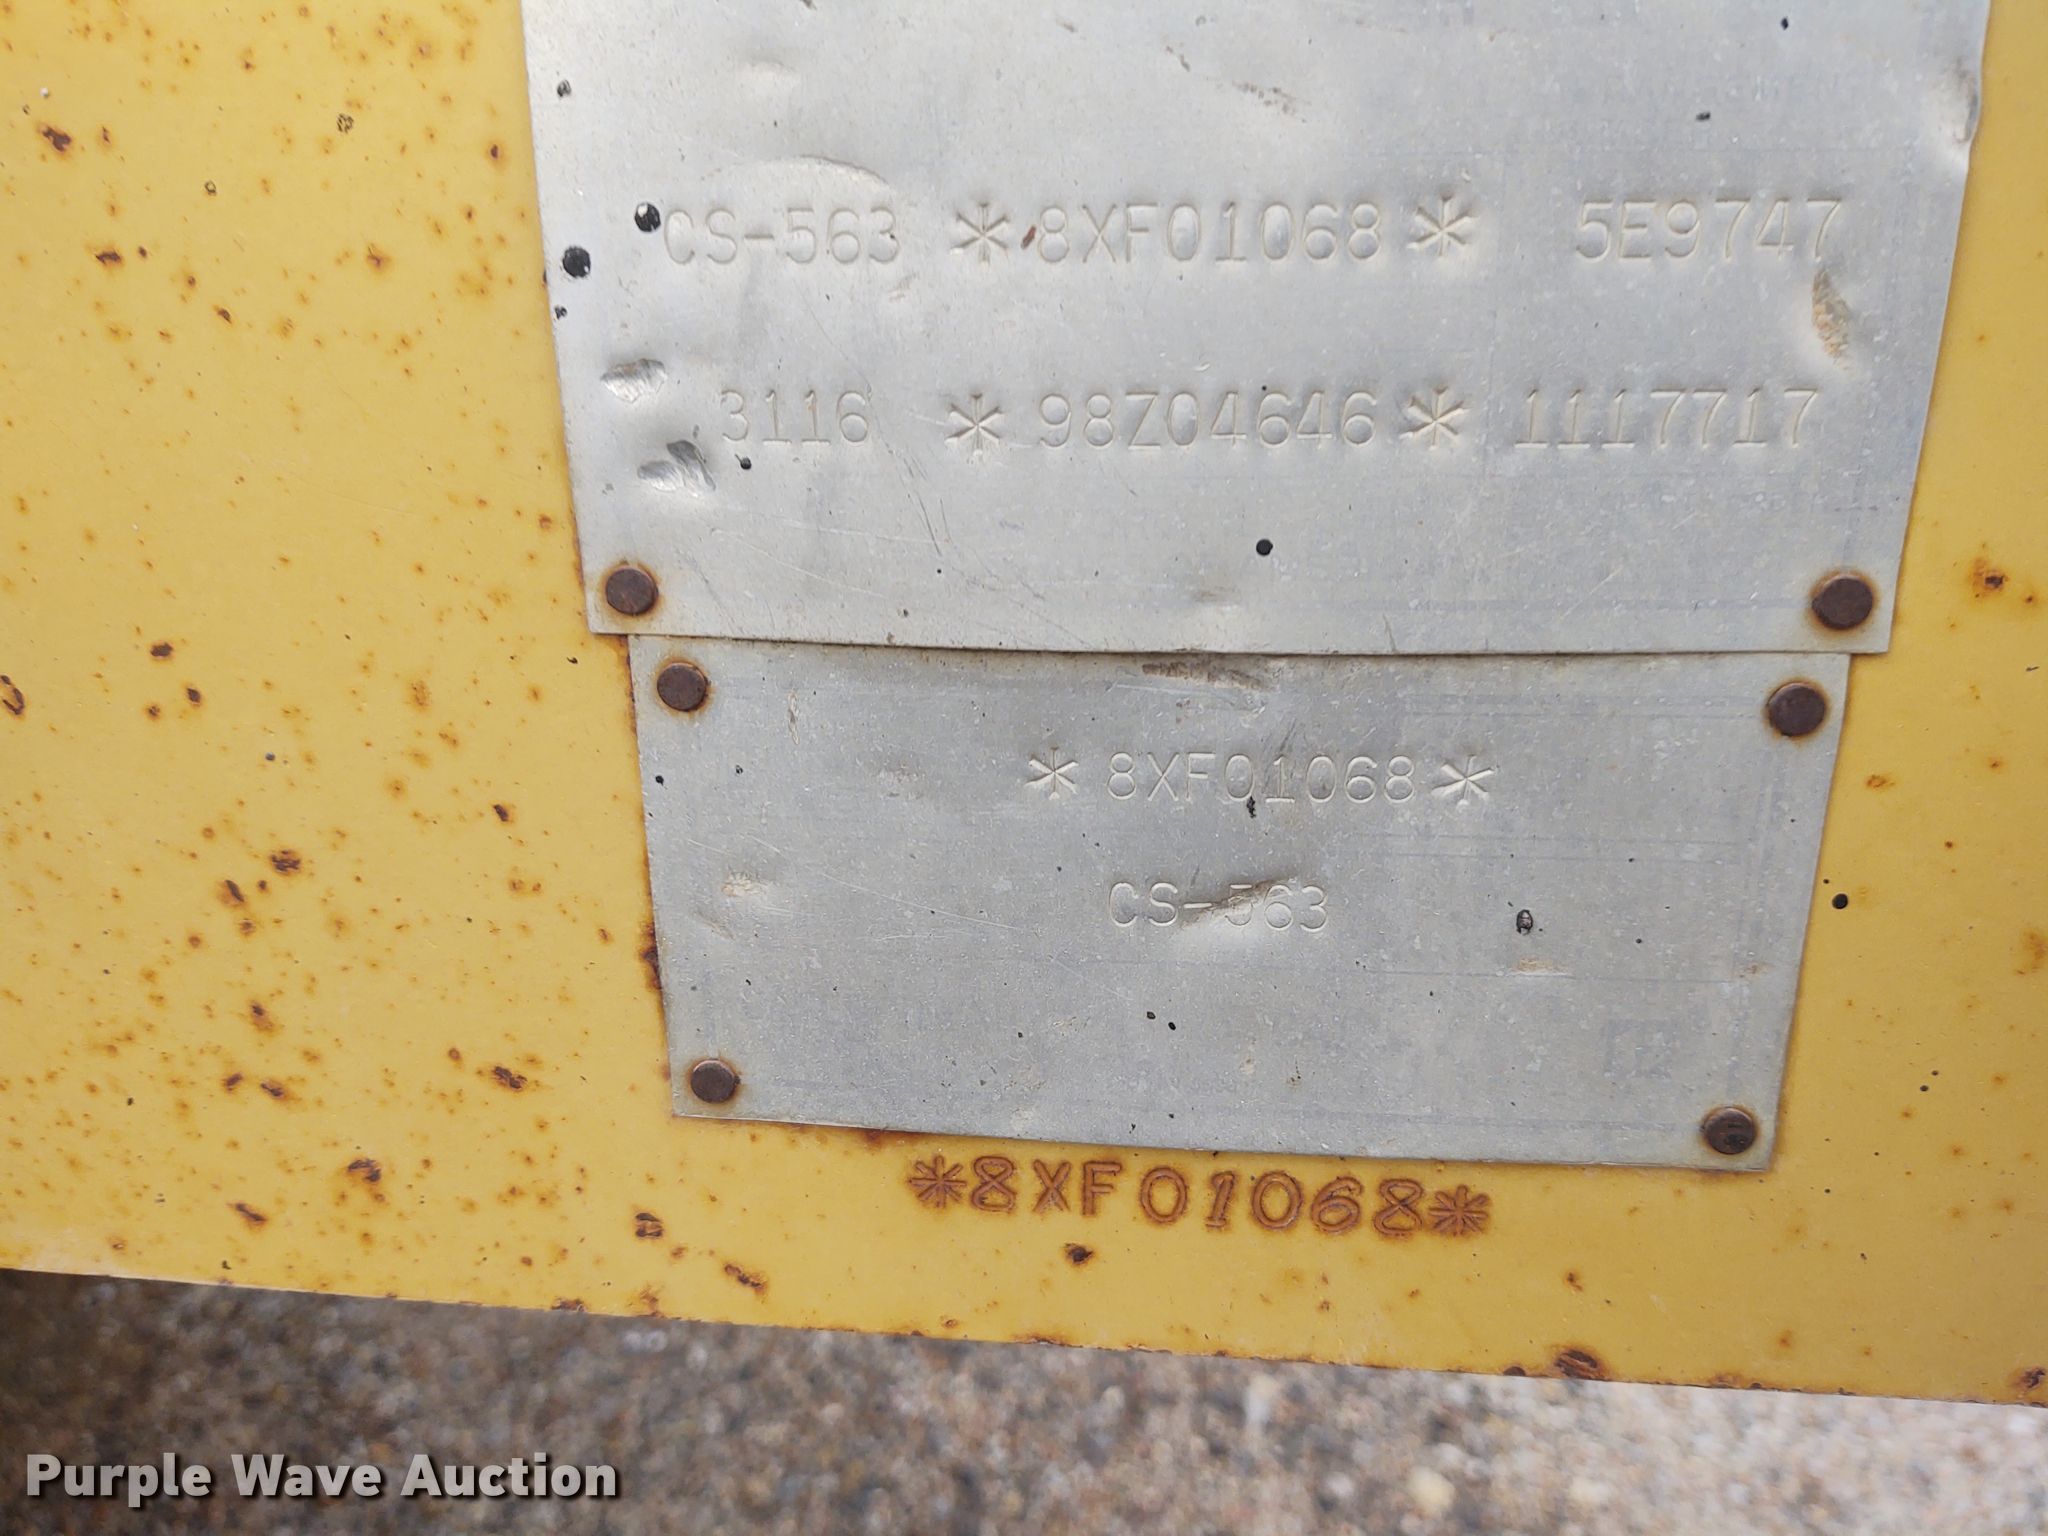 CS-563 *8XF01068* 5E9747
3116 *98Z04646* 1117717
*8XF01068*
CS-563
*8XF01068*
Purple Wave Auction